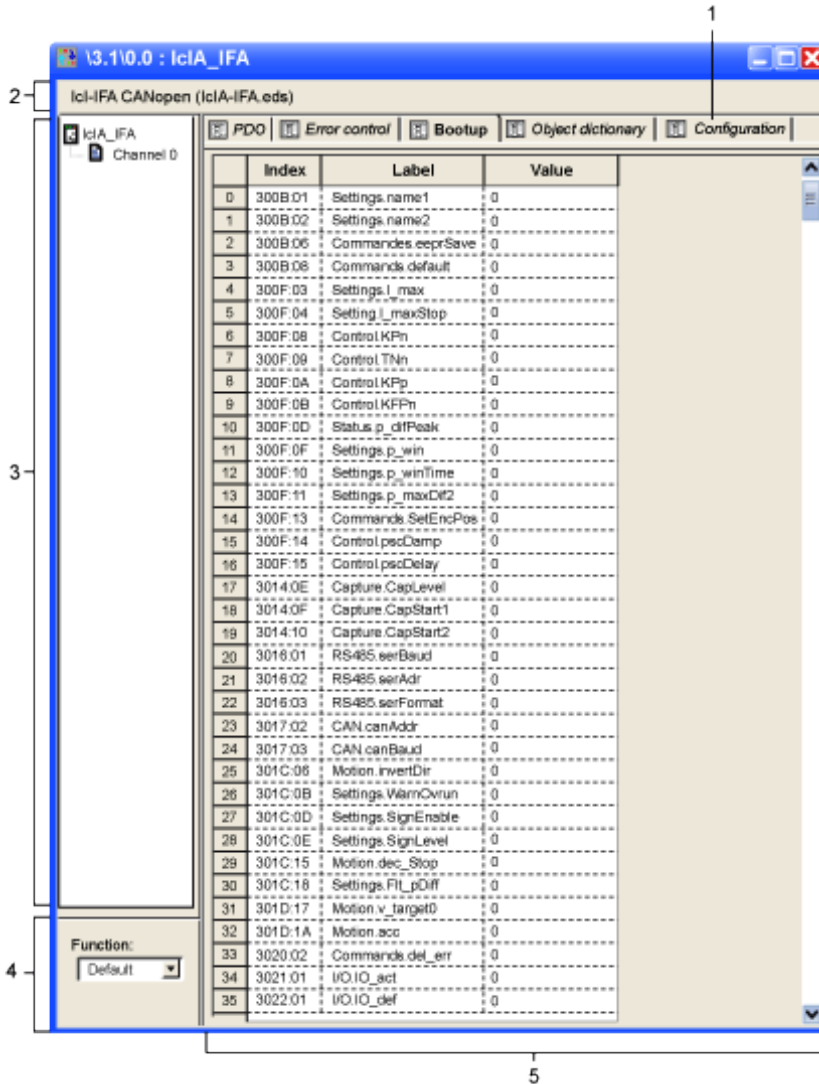 1
\3.1\0.0 : IclA_IFA
2
IcI-IFA CANopen (IclA-IFA.eds)
IclA_IFA
Channel 0
PDO Error control Bootup Object dictionary Configuration
Index Label Value
0 300B:01 Settings.name1 0
1 300B:02 Settings.name2 0
2 300B:06 Commandes.eeprSave 0
3 300B:08 Commands.default 0
4 300F:03 Settings.I_max 0
5 300F:04 Setting.I_maxStop 0
6 300F:08 Control.KPn 0
7 300F:09 Control.TNn 0
8 300F:0A Control.KPp 0
9 300F:0B Control.KFPn 0
10 300F:0D Status.p_difPeak 0
11 300F:0F Settings.p_win 0
12 300F:10 Settings.p_winTime 0
13 300F:11 Settings.p_maxDif2 0
14 300F:13 Commands.SetEncPos 0
15 300F:14 Control.pscDamp 0
16 300F:15 Control.pscDelay 0
17 3014:0E Capture.CapLevel 0
18 3014:0F Capture.CapStart1 0
19 3014:10 Capture.CapStart2 0
20 3016:01 RS485.serBaud 0
21 3016:02 RS485.serAdr 0
22 3016:03 RS485.serFormat 0
23 3017:02 CAN.canAddr 0
24 3017:03 CAN.canBaud 0
25 301C:06 Motion.invertDir 0
26 301C:0B Settings.WarnOvrun 0
27 301C:0D Settings.SignEnable 0
28 301C:0E Settings.SignLevel 0
29 301C:15 Motion.dec_Stop 0
30 301C:18 Settings.Flt_pDiff 0
31 301D:17 Motion.v_target0 0
32 301D:1A Motion.acc 0
33 3020:02 Commands.del_err 0
34 3021:01 I/O.IO_act 0
35 3022:01 I/O.IO_def 0
3
Function:
Default
4
5